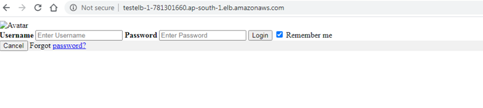 Not secure | testelb-1-781301660.ap-south-1.elb.amazonaws.com
Avatar
Username Enter Username Password Enter Password Login Remember me
Cancel Forgot password?